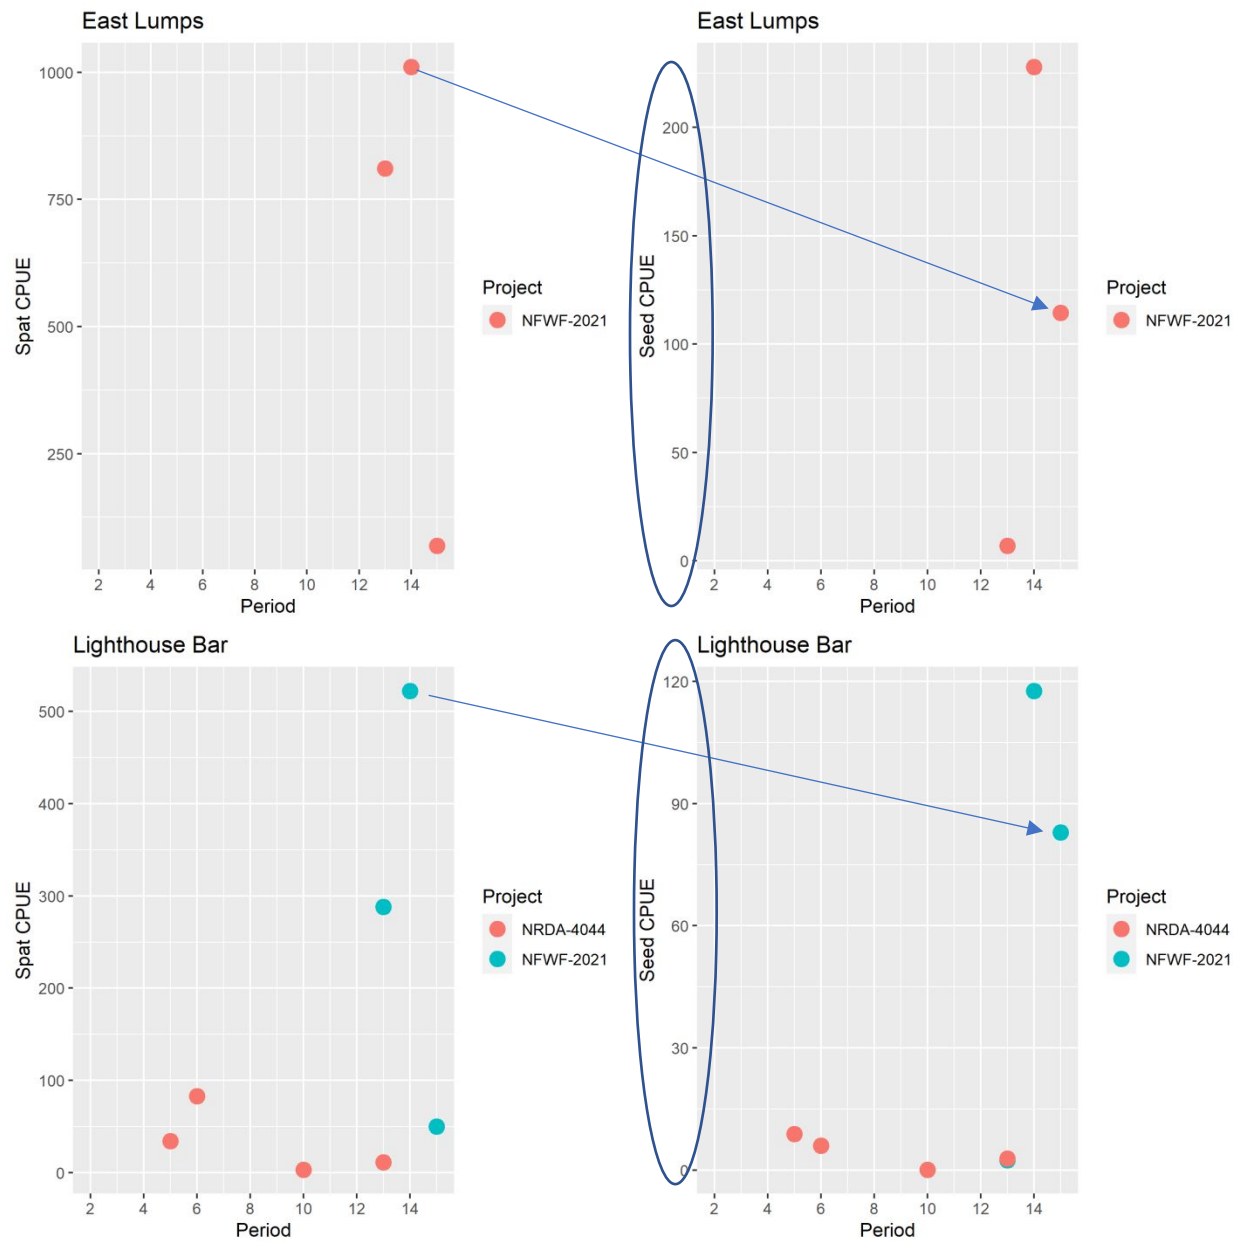 East Lumps
1000
750
500
250
Spat CPUE
2 4 6 8 10 12 14
Period
Project
NFWF-2021
East Lumps
200
150
100
50
0
Seed CPUE
2 4 6 8 10 12 14
Period
Project
NFWF-2021
Lighthouse Bar
500
400
300
200
100
0
Spat CPUE
2 4 6 8 10 12 14
Period
Project
NRDA-4044
NFWF-2021
Lighthouse Bar
120
90
60
30
0
Seed CPUE
2 4 6 8 10 12 14
Period
Project
NRDA-4044
NFWF-2021